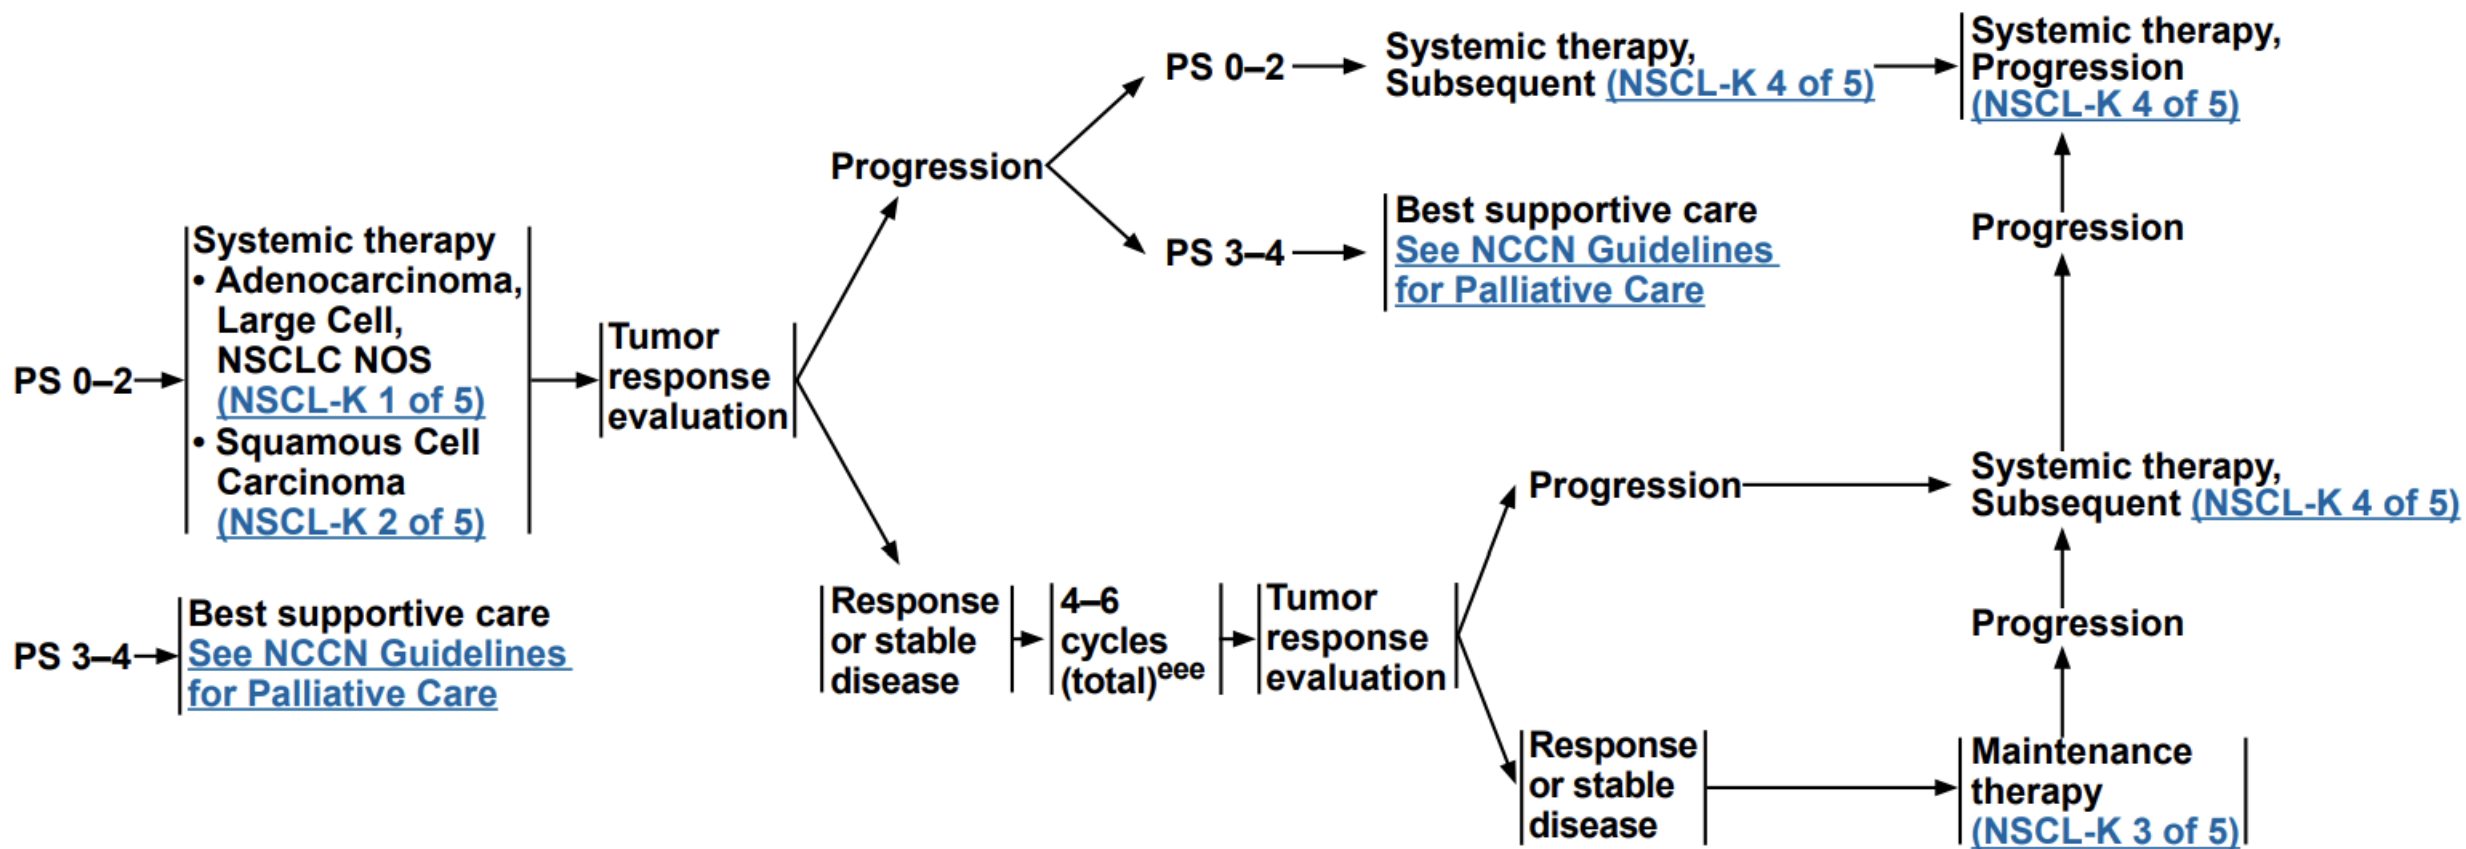 PS 0–2
Systemic therapy
• Adenocarcinoma,
Large Cell,
NSCLC NOS
(NSCL-K 1 of 5)
• Squamous Cell
Carcinoma
(NSCL-K 2 of 5)
PS 3–4
Best supportive care
See NCCN Guidelines
for Palliative Care
Tumor
response
evaluation
Progression
PS 0–2
Systemic therapy,
Subsequent (NSCL-K 4 of 5)
Systemic therapy,
Progression
(NSCL-K 4 of 5)
PS 3–4
Best supportive care
See NCCN Guidelines
for Palliative Care
Progression
Response
or stable
disease
4–6
cycles
(total)eee
Tumor
response
evaluation
Progression
Systemic therapy,
Subsequent (NSCL-K 4 of 5)
Progression
Response
or stable
disease
Maintenance
therapy
(NSCL-K 3 of 5)